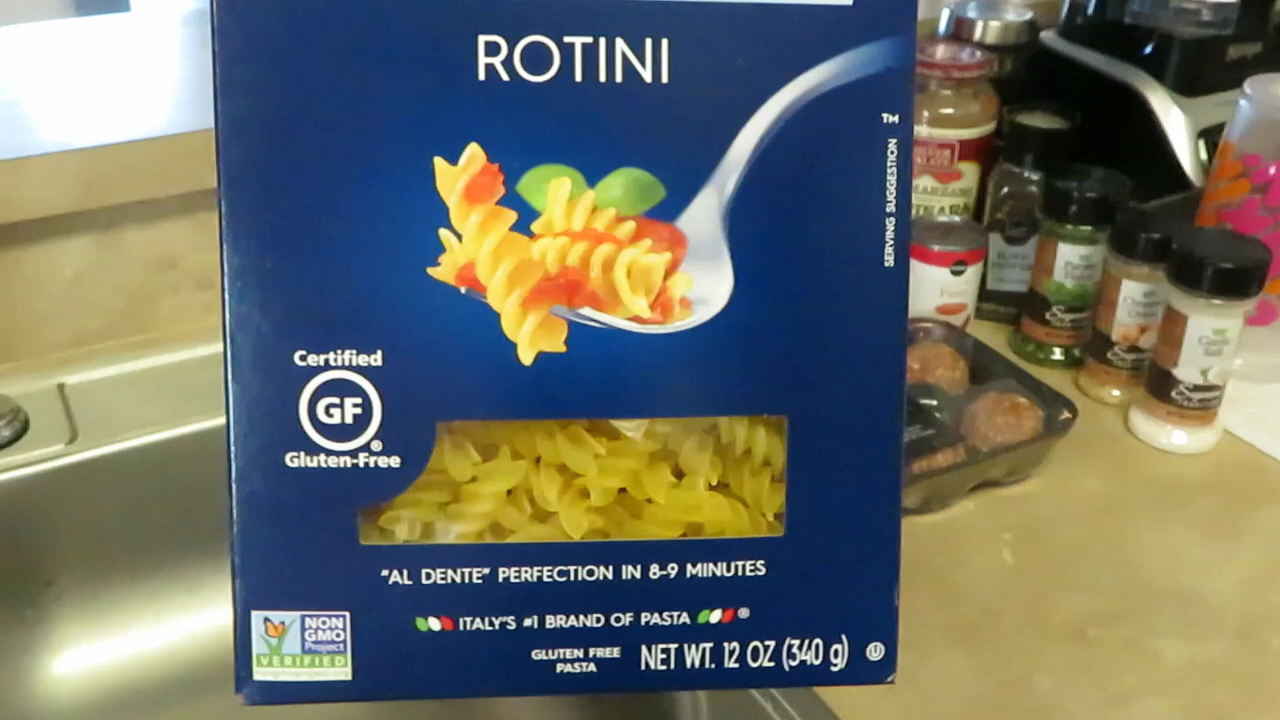 ROTINI
TM
SERVING SUGGESTION
Certified
GF
®
Gluten-Free
"AL DENTE" PERFECTION IN 8-9 MINUTES
ITALY'S #1 BRAND OF PASTA ®
NON
GMO
Project
VERIFIED
GLUTEN FREE
PASTA
NET WT. 12 OZ (340 g)
U